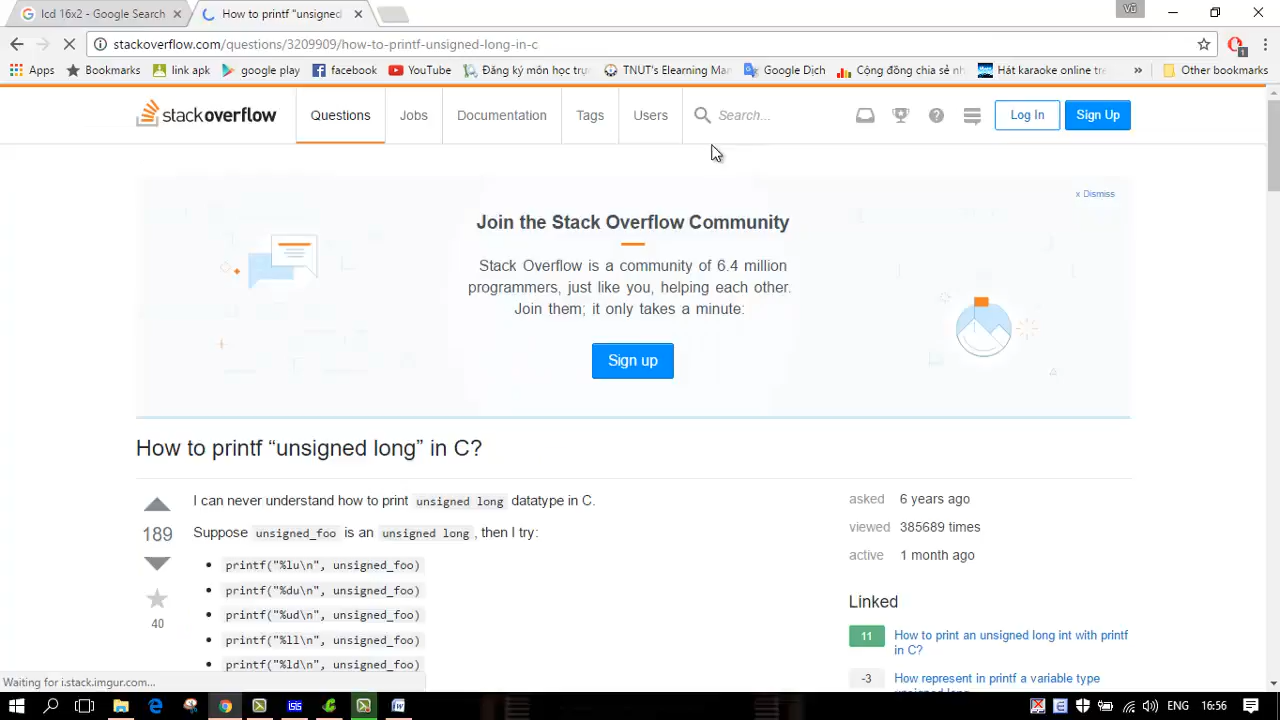 lcd 16x2 - Google Search
How to printf "unsigned
Vũ
stackoverflow.com/questions/3209909/how-to-printf-unsigned-long-in-c
1
Apps
Bookmarks
link apk
google play
facebook
YouTube
Đăng ký môn học trực
TNUT's Elearning Man
Google Dịch
Cộng đồng chia sẻ nh
Hát karaoke online tre
»
Other bookmarks
stackoverflow
Questions
Jobs
Documentation
Tags
Users
Search...
Log In
Sign Up
x Dismiss
Join the Stack Overflow Community
Stack Overflow is a community of 6.4 million
programmers, just like you, helping each other.
Join them; it only takes a minute:
Sign up
How to printf “unsigned long” in C?
I can never understand how to print unsigned long datatype in C.
189
Suppose unsigned_foo is an unsigned long, then I try:
printf("%lu\n", unsigned_foo)
printf("%du\n", unsigned_foo)
printf("%ud\n", unsigned_foo)
printf("%ll\n", unsigned_foo)
printf("%ld\n", unsigned_foo)
40
asked 6 years ago
viewed 385689 times
active 1 month ago
Linked
11 How to print an unsigned long int with printf
in C?
-3 How represent in printf a variable type
Waiting for i.stack.imgur.com...
ENG